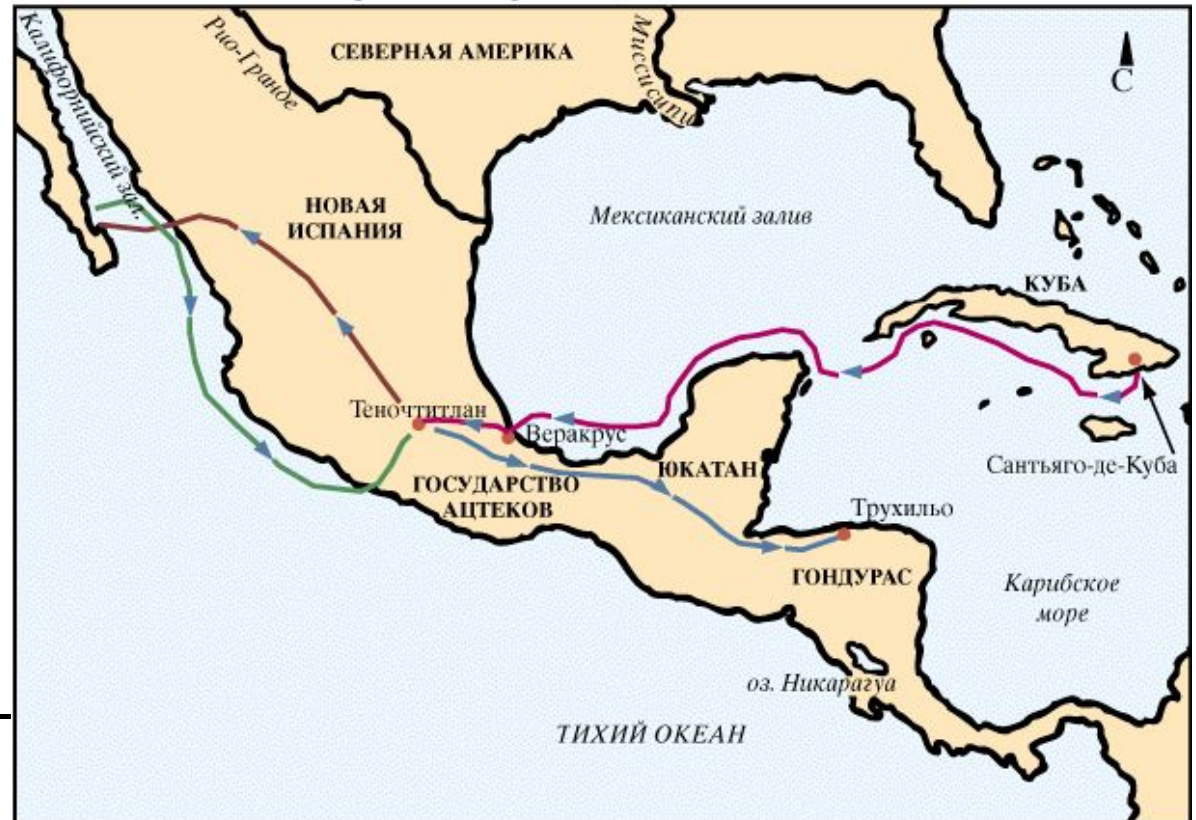 Калифорнийский зал.
Рио-Гранде
СЕВЕРНАЯ АМЕРИКА
Миссисипи
С
НОВАЯ
ИСПАНИЯ
Мексиканский залив
КУБА
Теночтитлан
Веракрус
Сантьяго-де-Куба
ЮКАТАН
ГОСУДАРСТВО
АЦТЕКОВ
Трухильо
ГОНДУРАС
Карибское
море
оз. Никарагуа
ТИХИЙ ОКЕАН